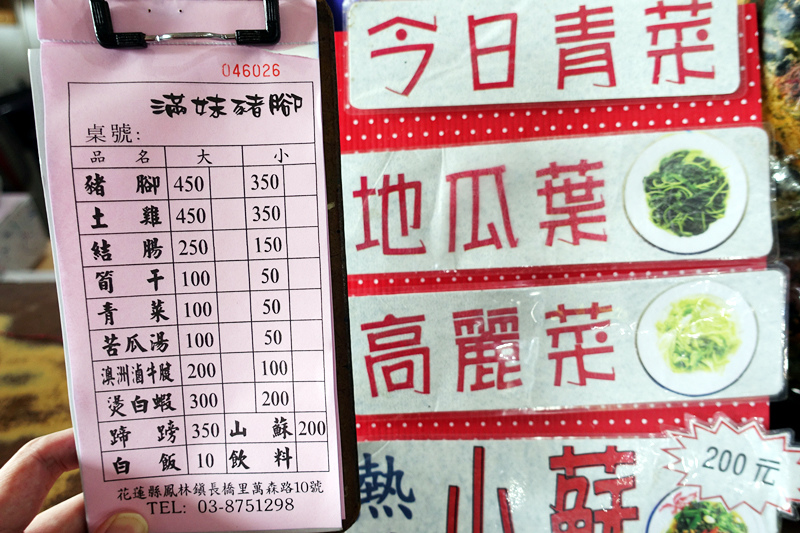 046026
滿妹豬腳
桌號:
品名 大 小
豬腳 450 350
土雞 450 350
結腸 250 150
筍干 100 50
青菜 100 50
苦瓜湯 100 50
澳洲滷牛腱 200 100
燙白蝦 300 200
蹄膀 350 山蘇 200
白飯 10 飲料
花蓮縣鳳林鎮長橋里萬森路10號
TEL: 03-8751298
今日青菜
地瓜葉
高麗菜
熱 小蘇
200元